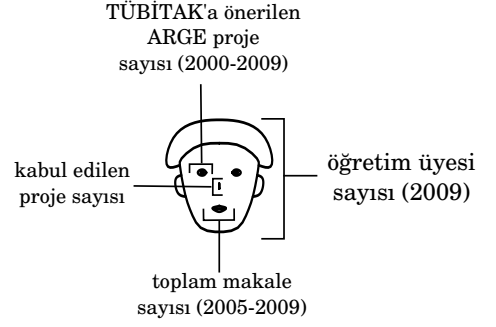 TÜBİTAK'a önerilen
ARGE proje
sayısı (2000-2009)
kabul edilen
proje sayısı
öğretim üyesi
sayısı (2009)
toplam makale
sayısı (2005-2009)